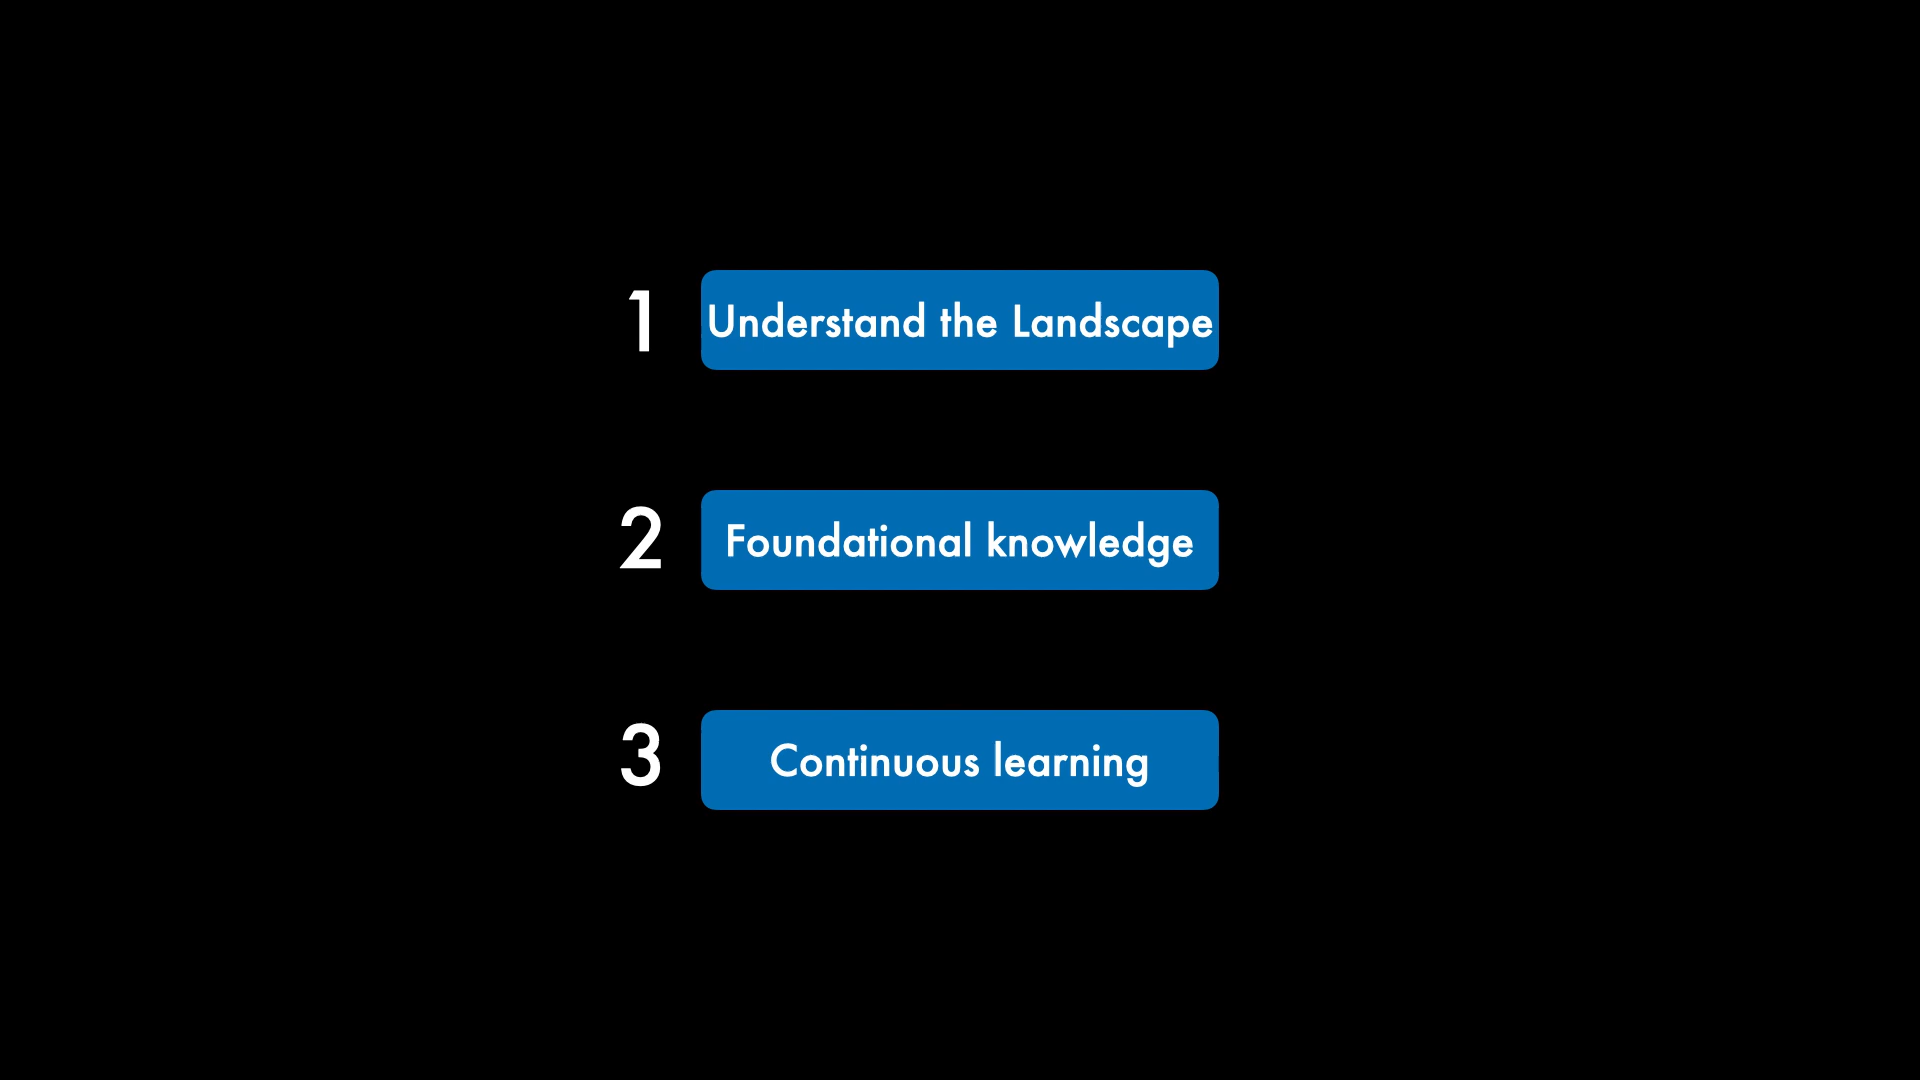 1 Understand the Landscape
2 Foundational knowledge
3 Continuous learning